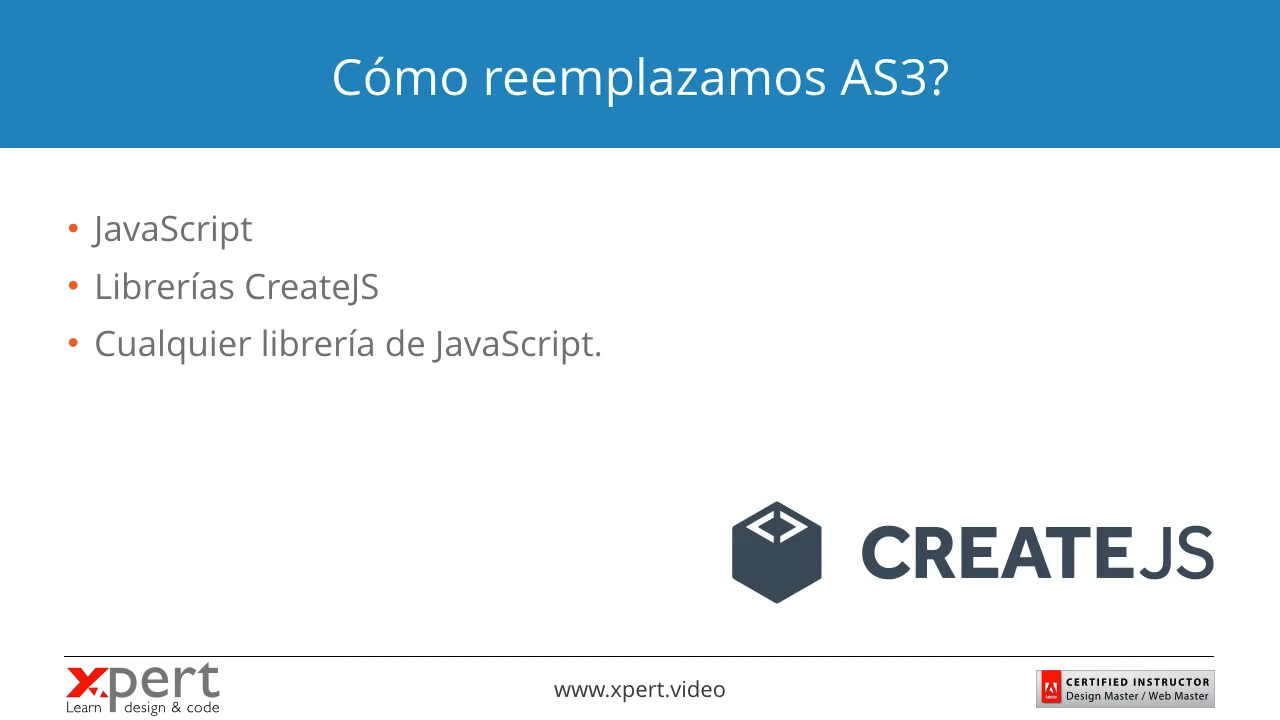 Cómo reemplazamos AS3?
• JavaScript
• Librerías CreateJS
• Cualquier librería de JavaScript.
CREATEJS
xpert
Learn design & code
www.xpert.video
Adobe
CERTIFIED INSTRUCTOR
Design Master / Web Master